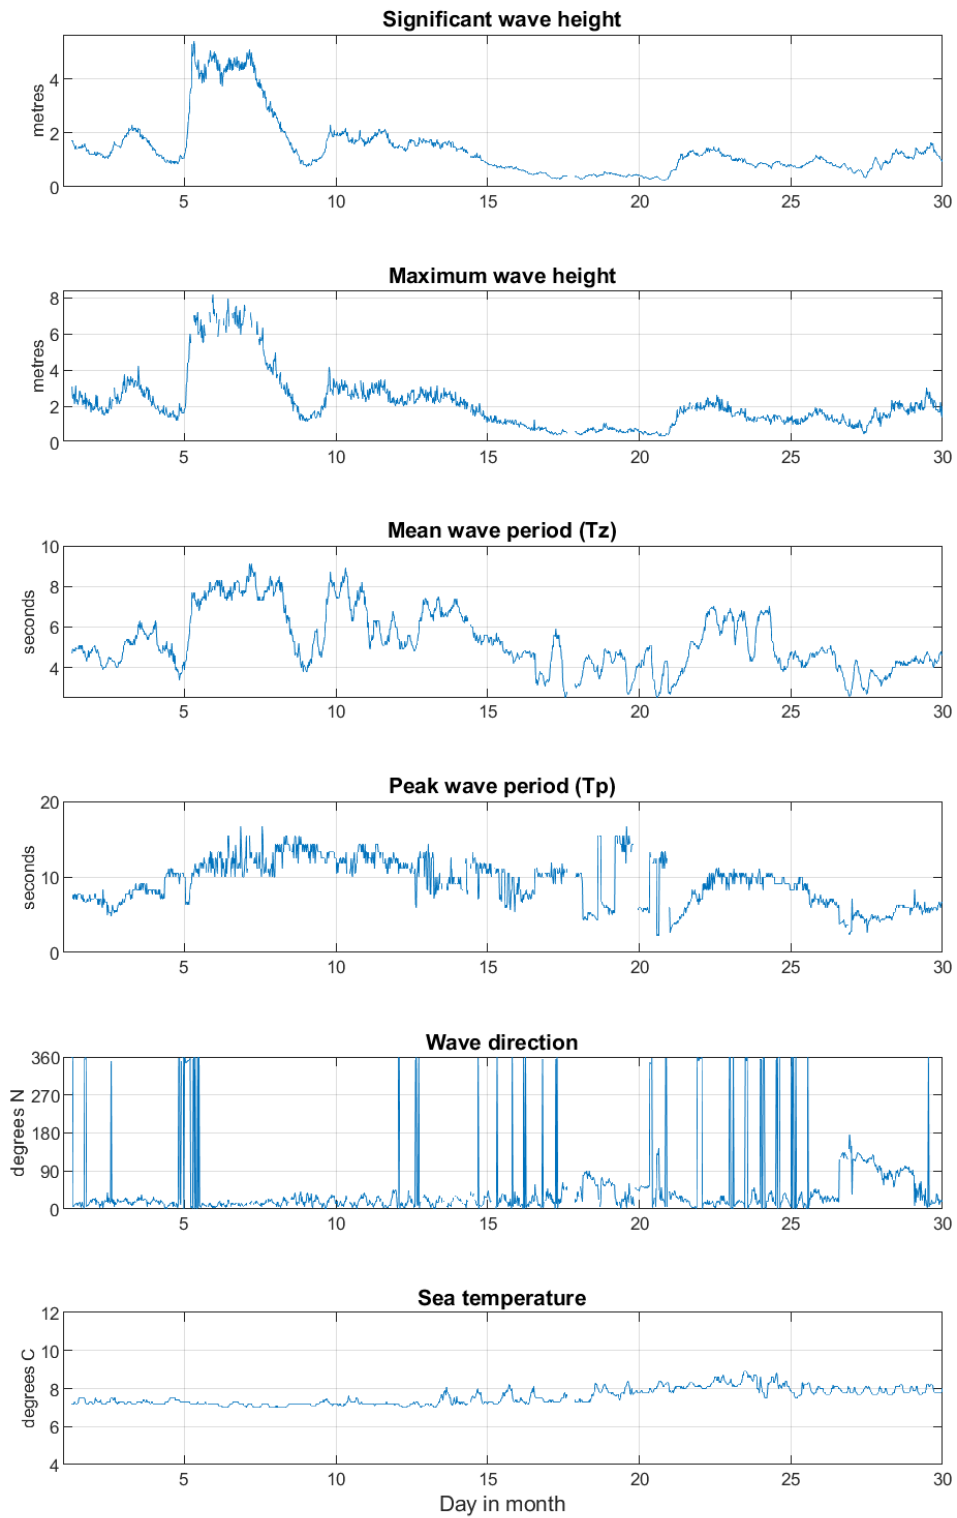 Significant wave height
4
2
0
metres
5 10 15 20 25 30
Maximum wave height
8
6
4
2
0
metres
5 10 15 20 25 30
Mean wave period (Tz)
10
8
6
4
seconds
5 10 15 20 25 30
Peak wave period (Tp)
20
10
0
seconds
5 10 15 20 25 30
Wave direction
360
270
180
90
0
degrees N
5 10 15 20 25 30
Sea temperature
12
10
8
6
4
degrees C
5 10 15 20 25 30
Day in month